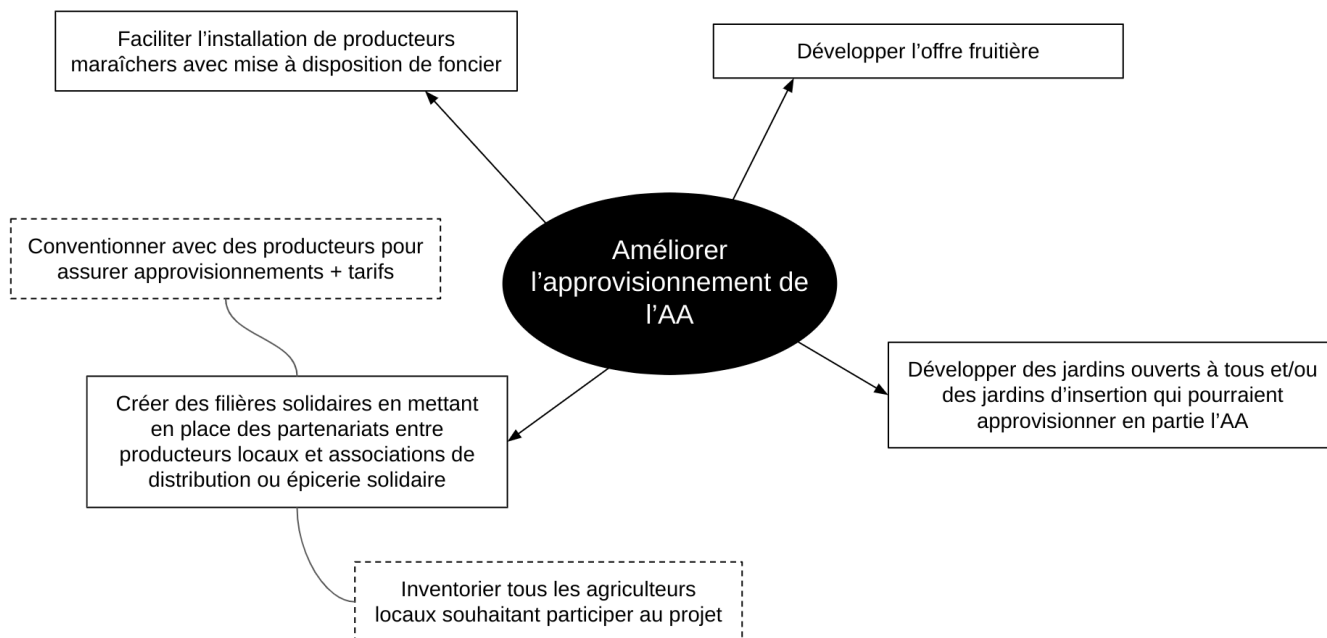 Faciliter l’installation de producteurs
maraîchers avec mise à disposition de foncier
Développer l’offre fruitière
Conventionner avec des producteurs pour
assurer approvisionnements + tarifs
Améliorer
l’approvisionnement de
l’AA
Développer des jardins ouverts à tous et/ou
des jardins d’insertion qui pourraient
approvisionner en partie l’AA
Créer des filières solidaires en mettant
en place des partenariats entre
producteurs locaux et associations de
distribution ou épicerie solidaire
Inventorier tous les agriculteurs
locaux souhaitant participer au projet